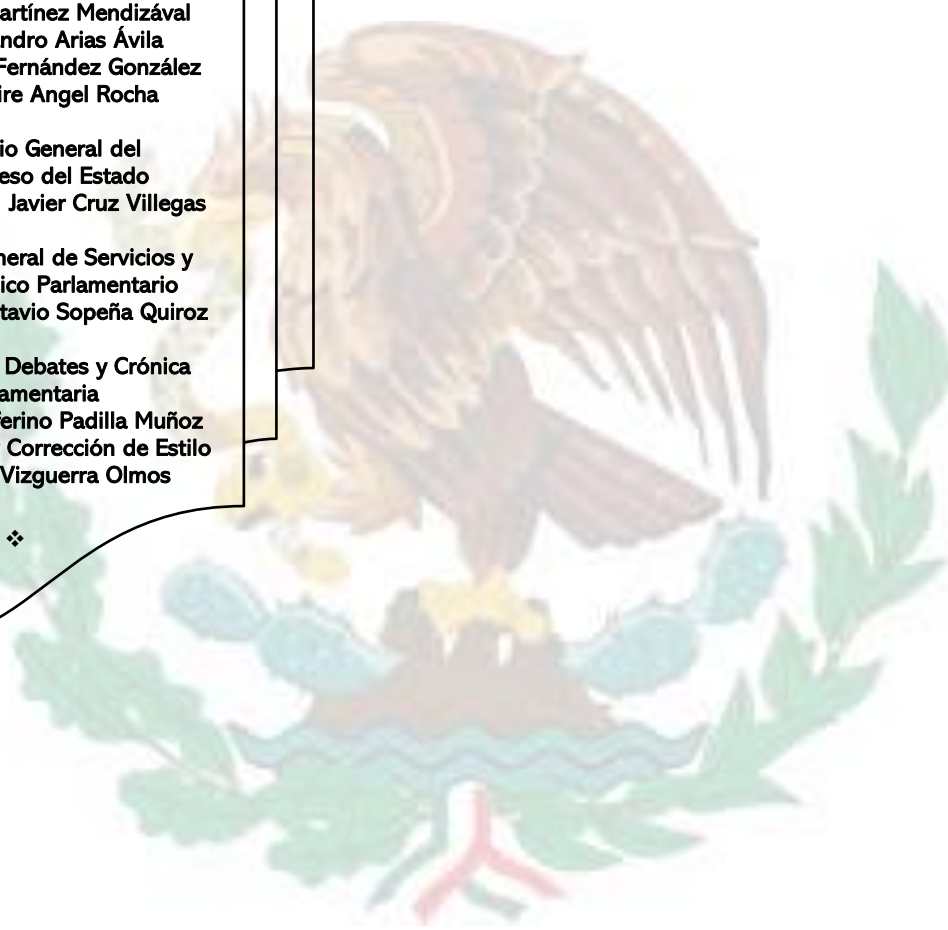 artínez Mendizával
ndro Arias Ávila
Fernández González
ire Angel Rocha
io General del
eso del Estado
Javier Cruz Villegas
neral de Servicios y
ico Parlamentario
tavio Sopeña Quiroz
Debates y Crónica
amentaria
ferino Padilla Muñoz
Corrección de Estilo
Vizguerra Olmos